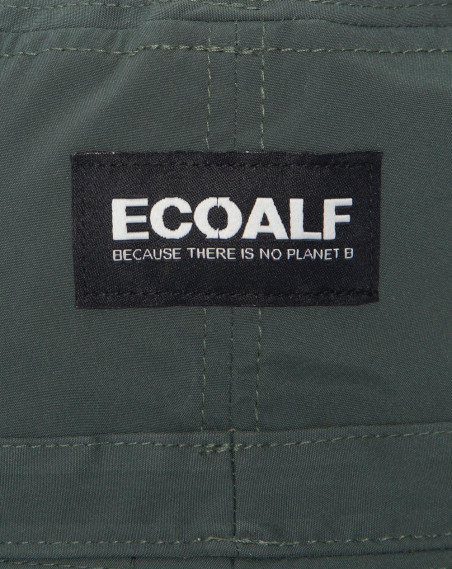 ECOALF
BECAUSE THERE IS NO PLANET B